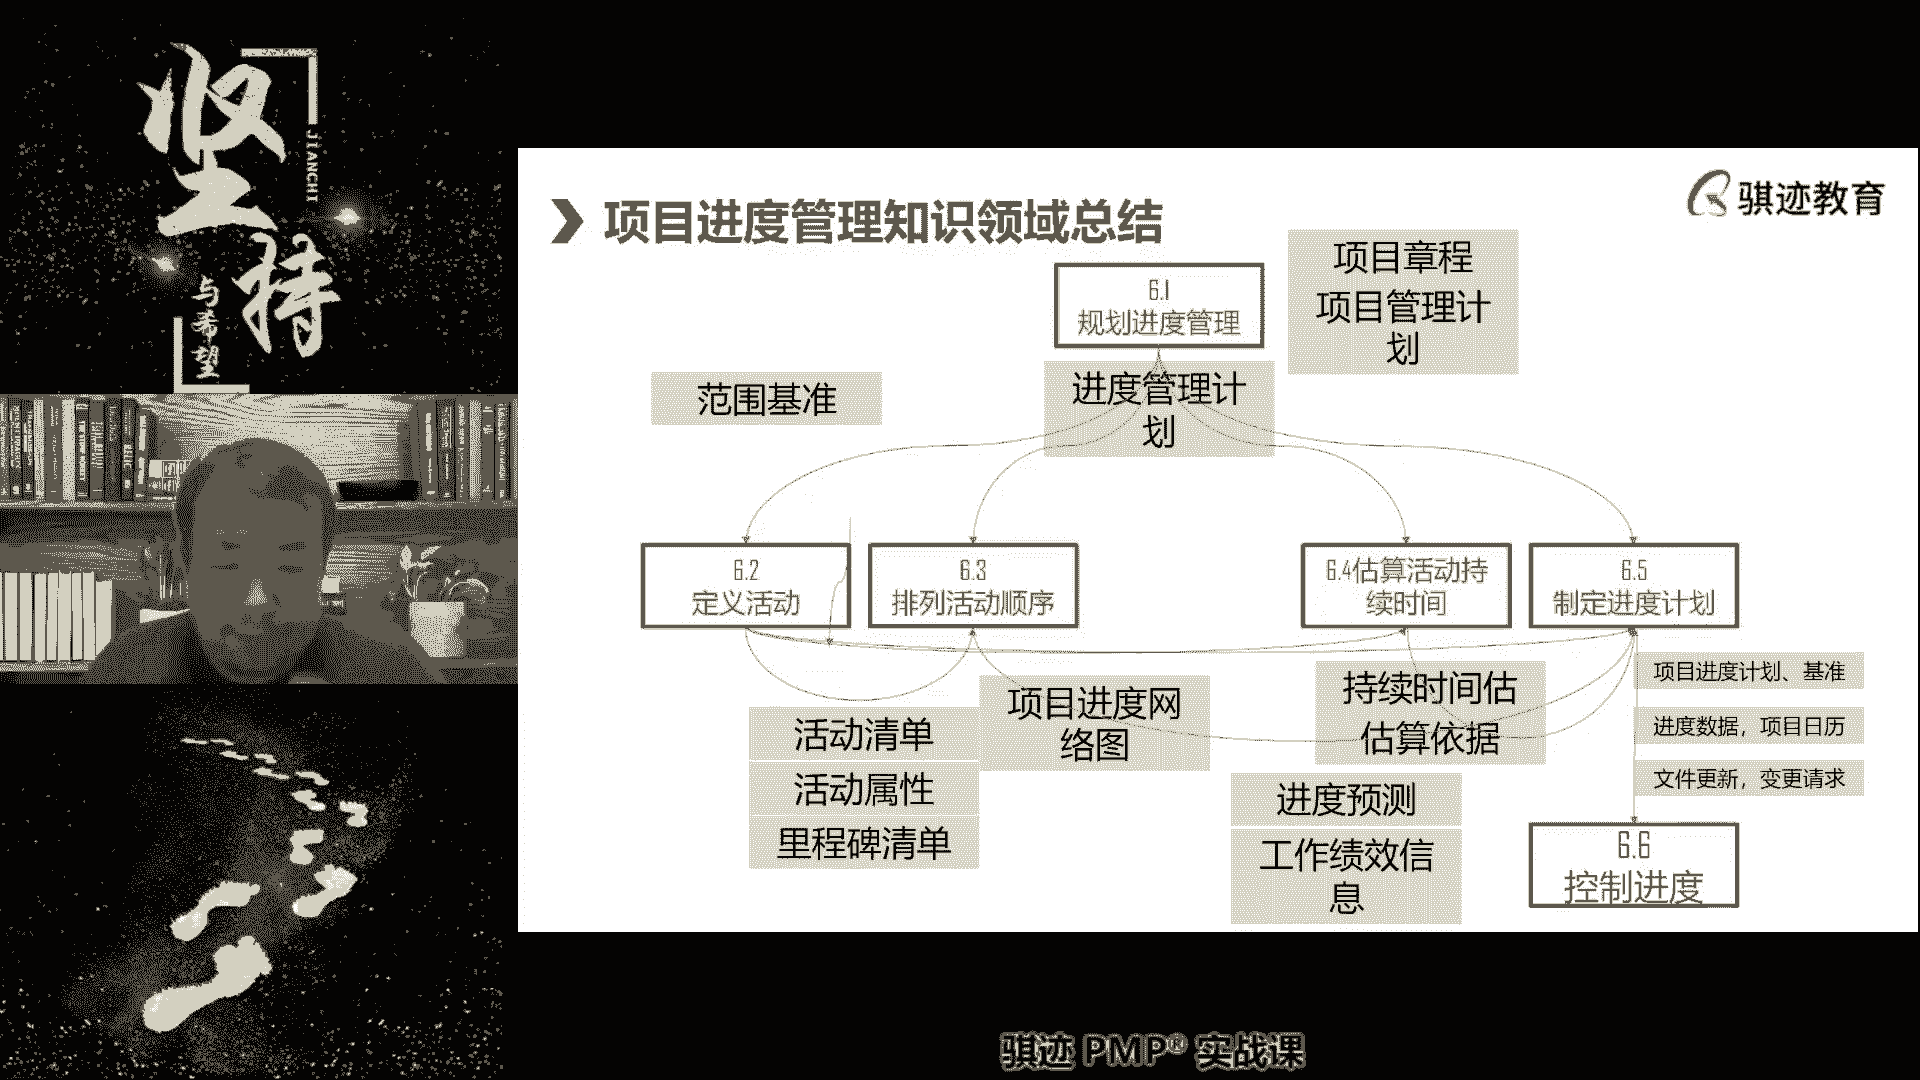 坚持
JIANCHI
与希望
骐迹教育
项目进度管理知识领域总结
项目章程
项目管理计
划
6.1
规划进度管理
范围基准
进度管理计
划
6.2
定义活动
6.3
排列活动顺序
6.4估算活动持
续时间
6.5
制定进度计划
活动清单
活动属性
里程碑清单
项目进度网
络图
持续时间估
估算依据
项目进度计划、基准
进度数据，项目日历
文件更新，变更请求
进度预测
工作绩效信
息
6.6
控制进度
骐迹 PMP® 实战课